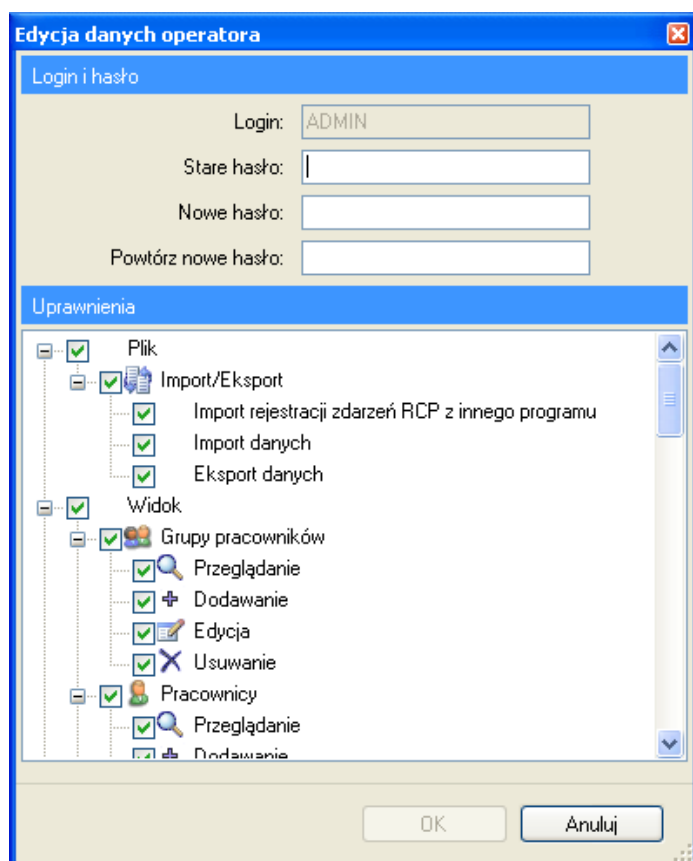 Edycja danych operatora
Login i hasło
Login: ADMIN
Stare hasło:
Nowe hasło:
Powtórz nowe hasło:
Uprawnienia
Plik
Import/Eksport
Import rejestracji zdarzeń RCP z innego programu
Import danych
Eksport danych
Widok
Grupy pracowników
Przeglądanie
Dodawanie
Edycja
Usuwanie
Pracownicy
Przeglądanie
Dodawanie
OK Anuluj